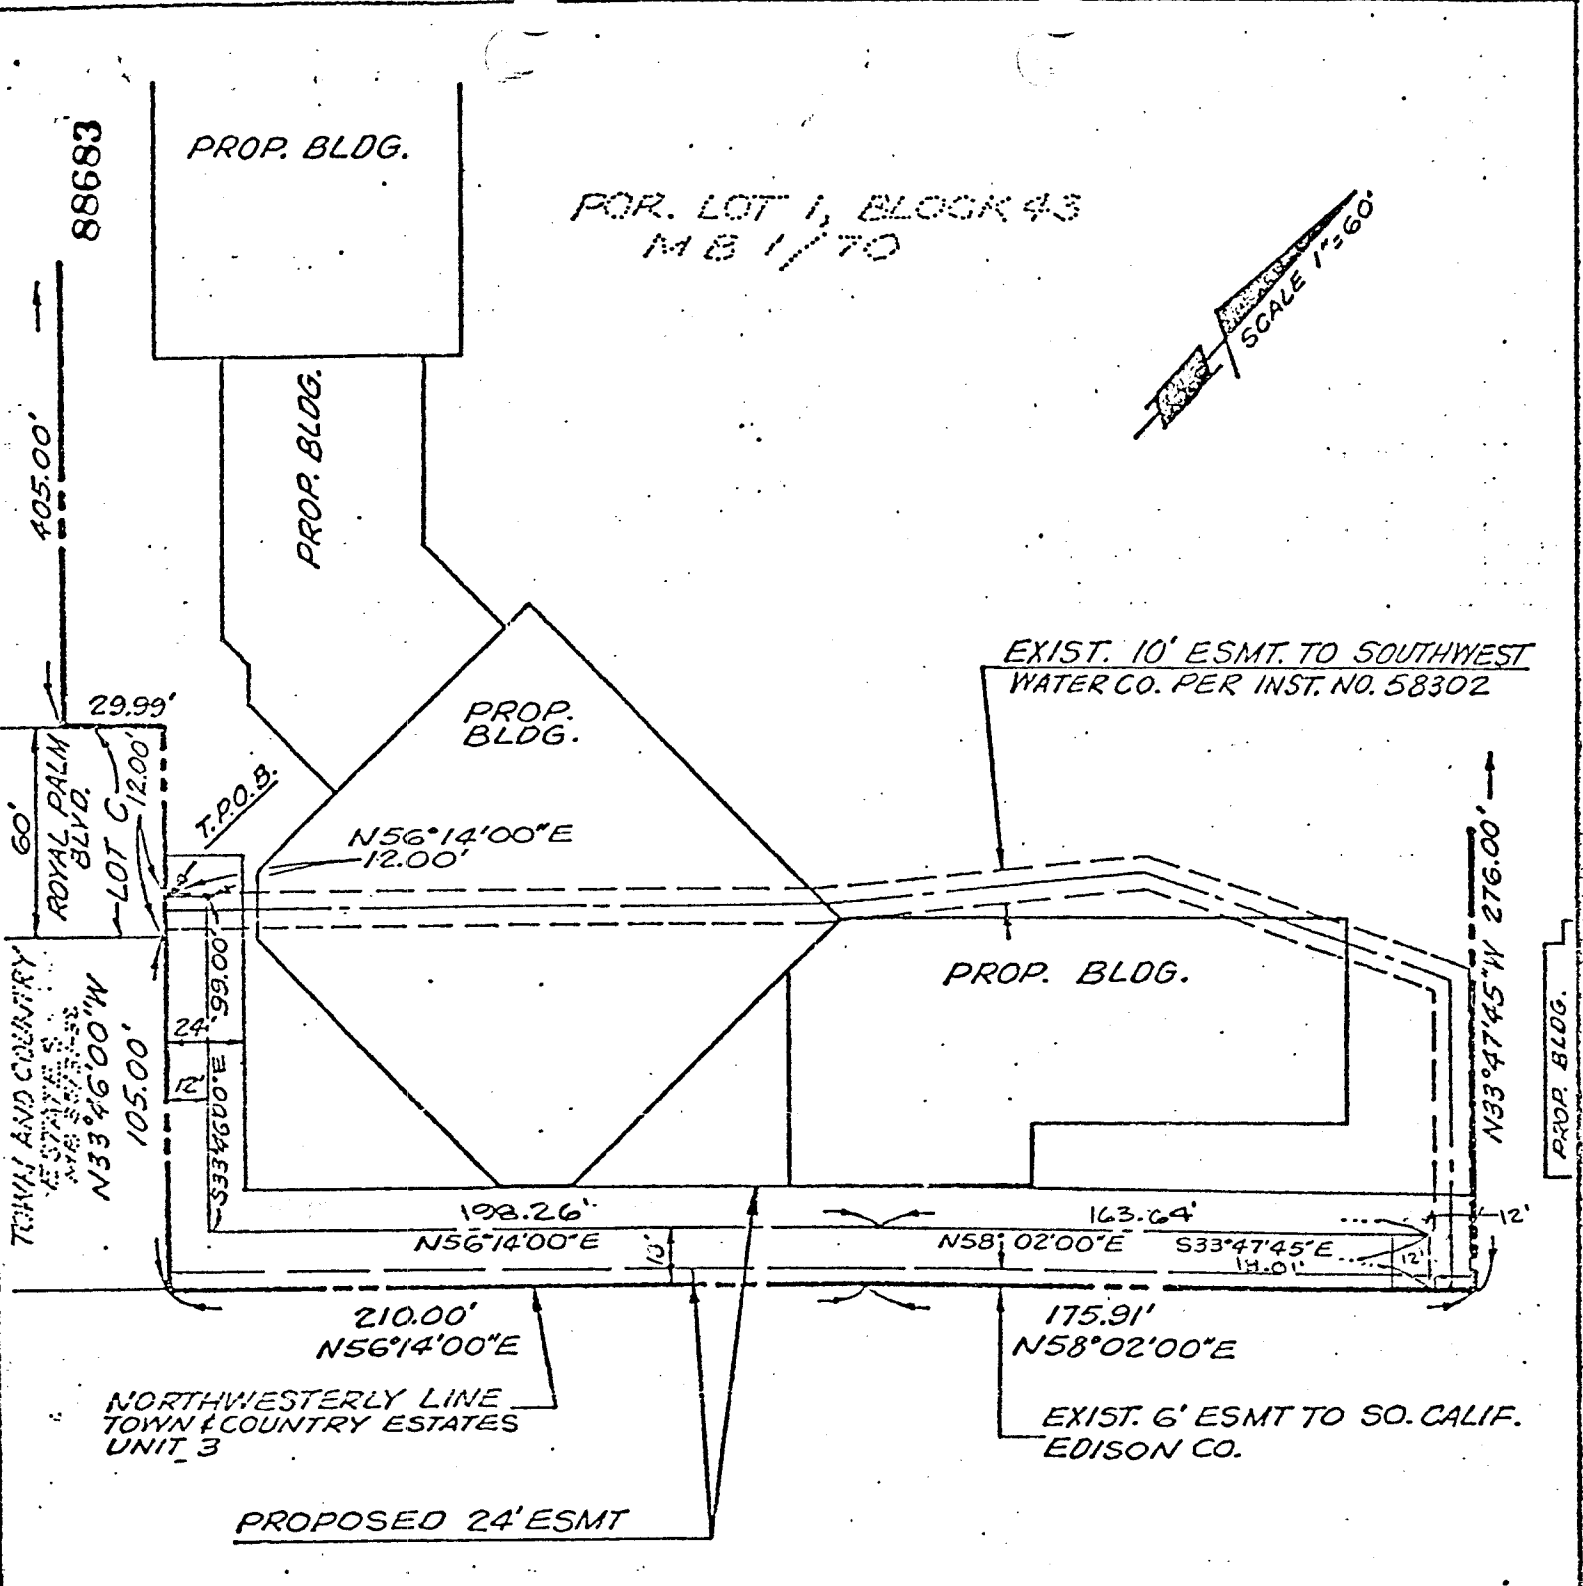 88683
PROP. BLDG.
POR. LOT 1, BLOCK 43
M B 1/70
SCALE 1"=60'
405.00'
PROP. BLDG.
EXIST. 10' ESMT. TO SOUTHWEST
WATER CO. PER INST. NO. 58302
29.99'
PROP.
BLDG.
60'
ROYAL PALM
BLVD.
LOT C
12.00'
T.P.O.B.
N56°14'00"E
12.00'
N33°47'45"W 276.00'
PROP. BLDG.
PROP. BLDG.
TOWN AND COUNTRY
ESTATES
N33°46'00"W
105.00'
99.00'
S33°46'00"E
24'
12'
198.26'
N56°14'00"E
10'
163.64'
N58°02'00"E
S33°47'45"E
18.01'
12'
12'
210.00'
N56°14'00"E
175.91'
N58°02'00"E
NORTHWESTERLY LINE
TOWN & COUNTRY ESTATES
UNIT 3
EXIST. 6' ESMT TO SO. CALIF.
EDISON CO.
PROPOSED 24' ESMT